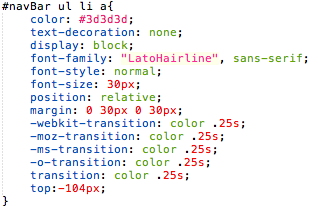 #navBar ul li a{
color: #3d3d3d;
text-decoration: none;
display: block;
font-family: "LatoHairline", sans-serif;
font-style: normal;
font-size: 30px;
position: relative;
margin: 0 30px 0 30px;
-webkit-transition: color .25s;
-moz-transition: color .25s;
-ms-transition: color .25s;
-o-transition: color .25s;
transition: color .25s;
top:-104px;
}